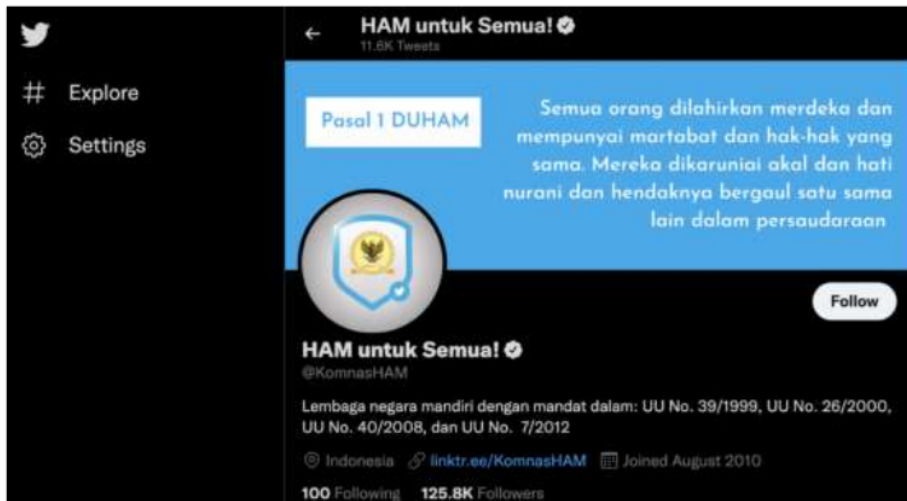 HAM untuk Semua!
11.6K Tweets
Explore
Settings
Pasal 1 DUHAM
Semua orang dilahirkan merdeka dan
mempunyai martabat dan hak-hak yang
sama. Mereka dikaruniai akal dan hati
nurani dan hendaknya bergaul satu sama
lain dalam persaudaraan
Follow
HAM untuk Semua!
@KomnasHAM
Lembaga negara mandiri dengan mandat dalam: UU No. 39/1999, UU No. 26/2000,
UU No. 40/2008, dan UU No. 7/2012
Indonesia linktr.ee/KomnasHAM Joined August 2010
100 Following 125.8K Followers